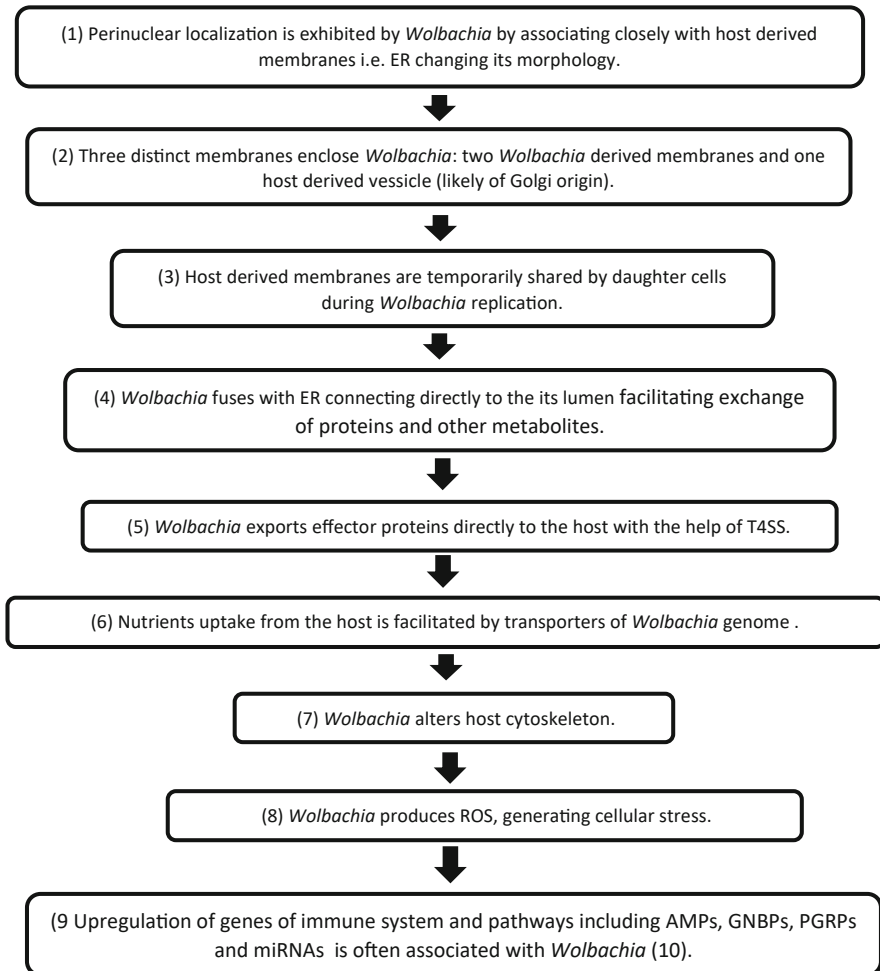 (1) Perinuclear localization is exhibited by Wolbachia by associating closely with host derived
membranes i.e. ER changing its morphology.
(2) Three distinct membranes enclose Wolbachia: two Wolbachia derived membranes and one
host derived vessicle (likely of Golgi origin).
(3) Host derived membranes are temporarily shared by daughter cells
during Wolbachia replication.
(4) Wolbachia fuses with ER connecting directly to the its lumen facilitating exchange
of proteins and other metabolites.
(5) Wolbachia exports effector proteins directly to the host with the help of T4SS.
(6) Nutrients uptake from the host is facilitated by transporters of Wolbachia genome .
(7) Wolbachia alters host cytoskeleton.
(8) Wolbachia produces ROS, generating cellular stress.
(9 Upregulation of genes of immune system and pathways including AMPs, GNBPs, PGRPs
and miRNAs is often associated with Wolbachia (10).